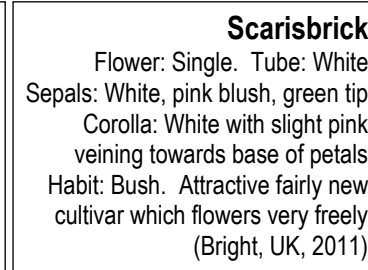 Scarisbrick
Flower: Single.  Tube: White
Sepals: White, pink blush, green tip
Corolla: White with slight pink
veining towards base of petals
Habit: Bush.  Attractive fairly new
cultivar which flowers very freely
(Bright, UK, 2011)